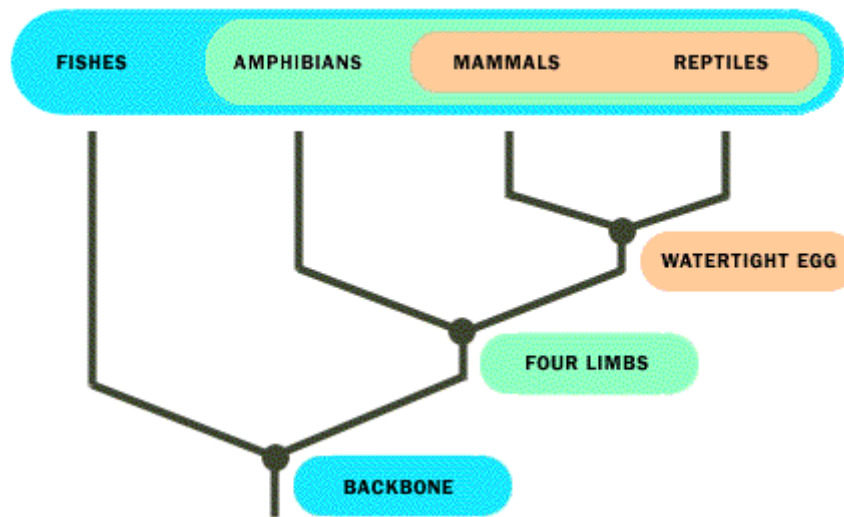 FISHES AMPHIBIANS MAMMALS REPTILES
WATERTIGHT EGG
FOUR LIMBS
BACKBONE